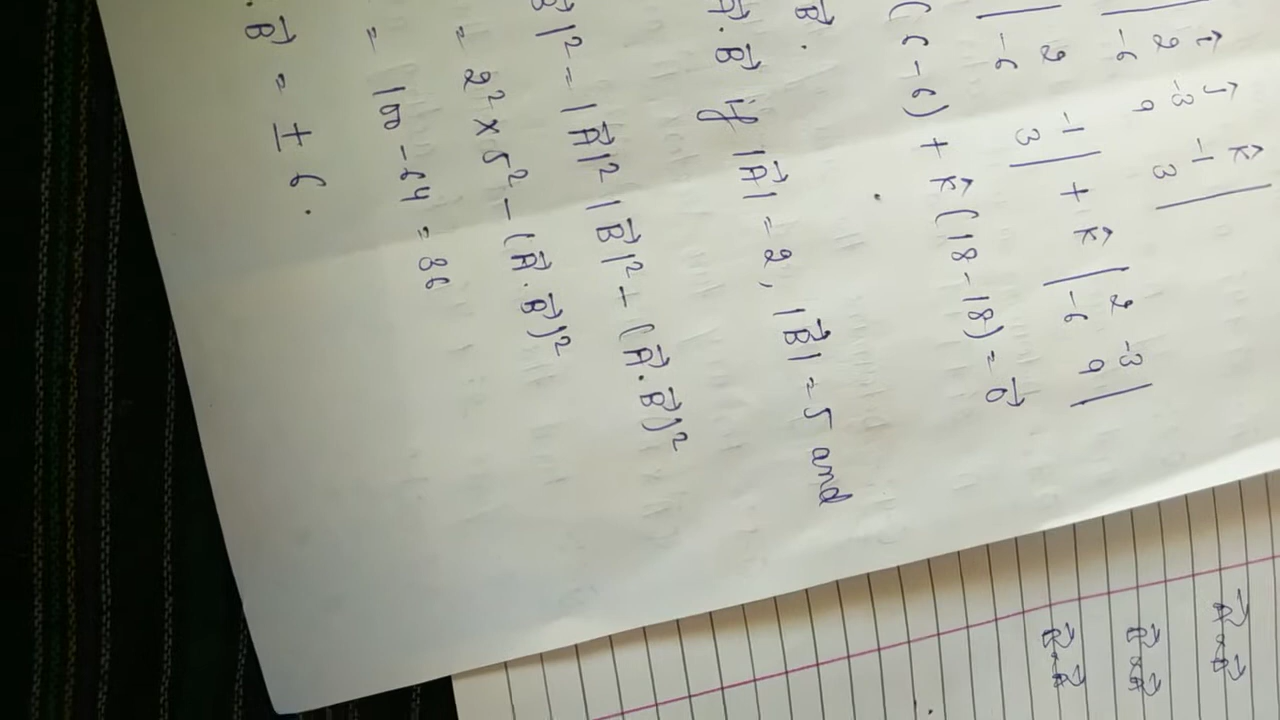 | î ĵ k̂ |
2 -3 -1
-6 9 3
| 2 -1 | + k̂ | 2 -3 |
-6 3 -6 9
(6-6) + k̂ (18-18) = 0⃗
B⃗ .
A⃗ . B⃗ if |A⃗| = 2, |B⃗| = 5 and
B⃗|² = |A⃗|² |B⃗|² - (A⃗ . B⃗)²
= 2² x 5² - (A⃗ . B⃗)²
= 100 - 64 = 36
. B⃗ = ± 6 .